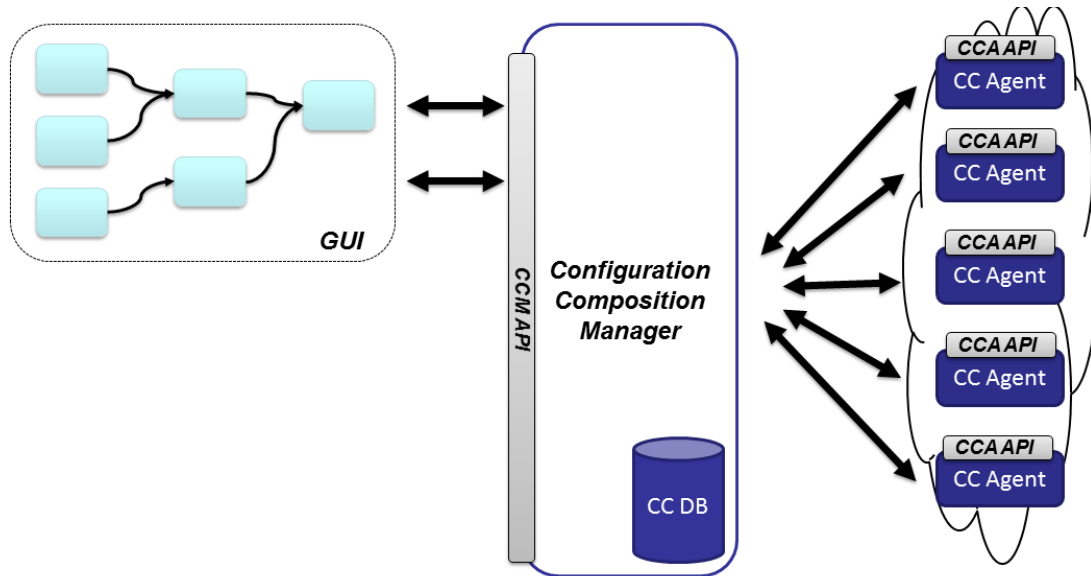 GUI
CCM API
Configuration
Composition
Manager
CC DB
CCA API
CC Agent
CCA API
CC Agent
CCA API
CC Agent
CCA API
CC Agent
CCA API
CC Agent